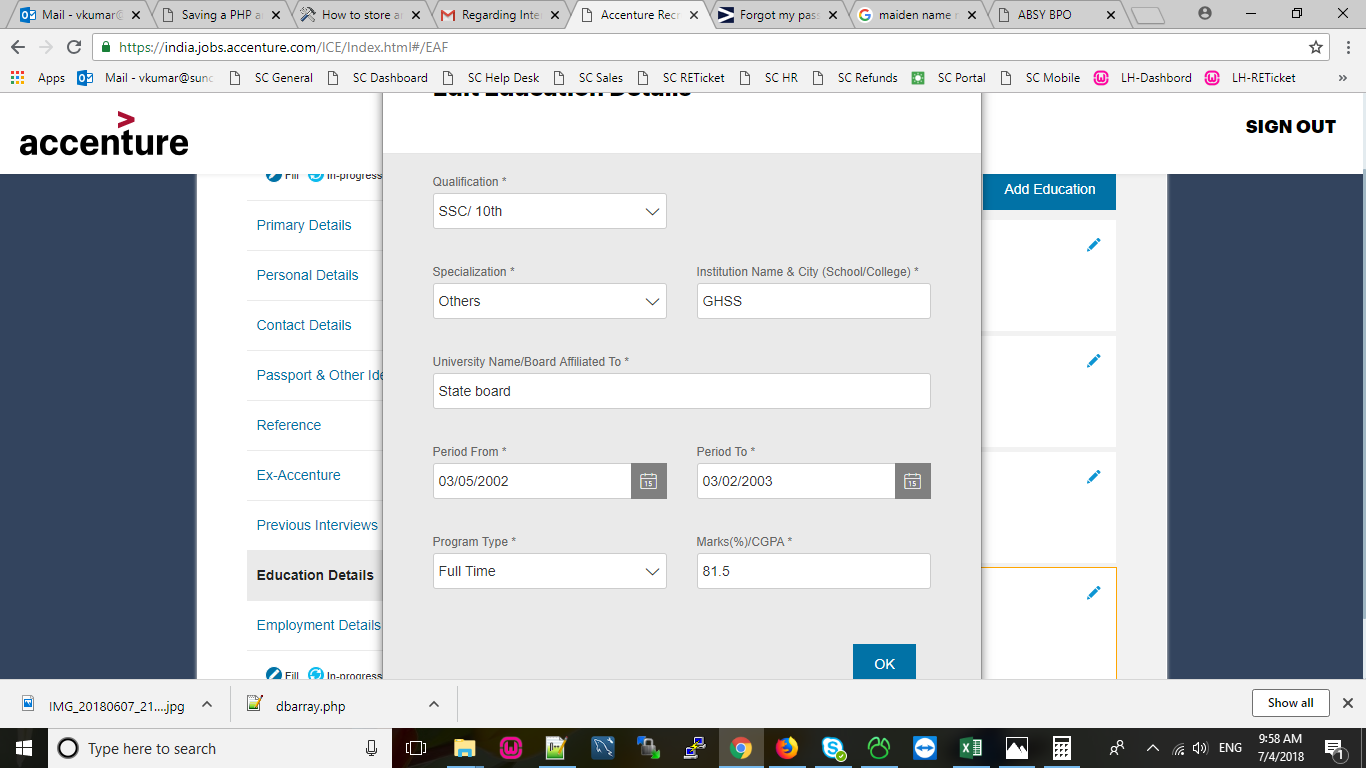 Mail - vkumar@ Saving a PHP a How to store a Regarding Inte Accenture Recr Forgot my pas maiden name ABSY BPO
https://india.jobs.accenture.com/ICE/Index.html#/EAF
Apps Mail - vkumar@sund SC General SC Dashboard SC Help Desk SC Sales SC RETicket SC HR SC Refunds SC Portal SC Mobile LH-Dashbord LH-RETicket »
Edit Education Details
accenture
SIGN OUT
Fill In-progress
Add Education
Qualification *
SSC/ 10th
Primary Details
Personal Details
Specialization * Institution Name & City (School/College) *
Others GHSS
Contact Details
University Name/Board Affiliated To *
Passport & Other Ide
State board
Reference
Period From * Period To *
Ex-Accenture
03/05/2002 15 03/02/2003 15
Previous Interviews
Program Type * Marks(%)/CGPA *
Education Details
Full Time 81.5
Employment Details
OK
Fill In-progress
IMG_20180607_21....jpg dbarray.php Show all
Type here to search ENG 9:58 AM
7/4/2018 1